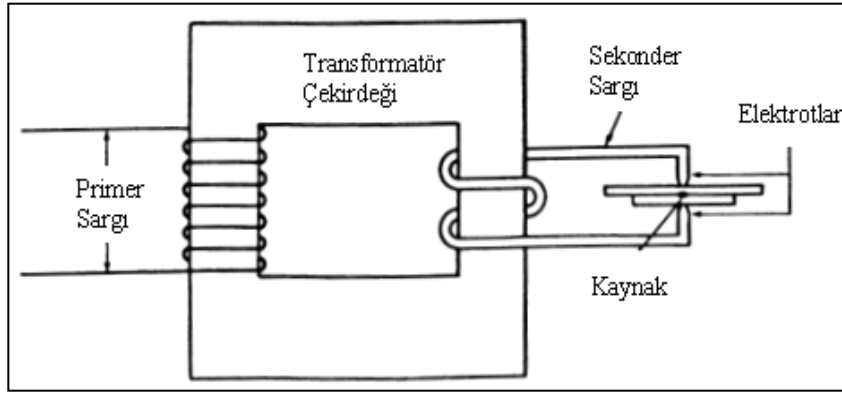 Transformatör
Çekirdeği
Sekonder
Sargı
Elektrotlar
Primer
Sargı
Kaynak